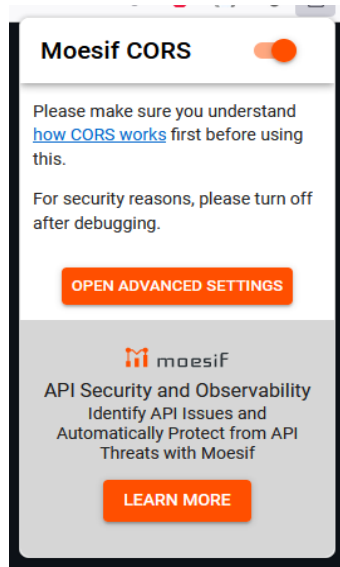 Moesif CORS
Please make sure you understand
how CORS works first before using
this.
For security reasons, please turn off
after debugging.
OPEN ADVANCED SETTINGS
moesif
API Security and Observability
Identify API Issues and
Automatically Protect from API
Threats with Moesif
LEARN MORE